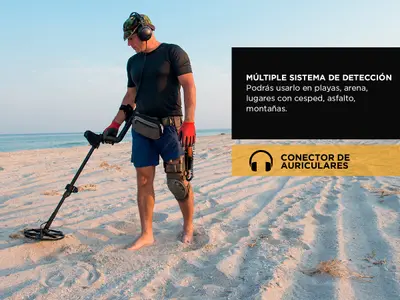 MÚLTIPLE SISTEMA DE DETECCIÓN
Podrás usarlo en playas, arena,
lugares con cesped, asfalto,
montañas.
CONECTOR DE
AURICULARES